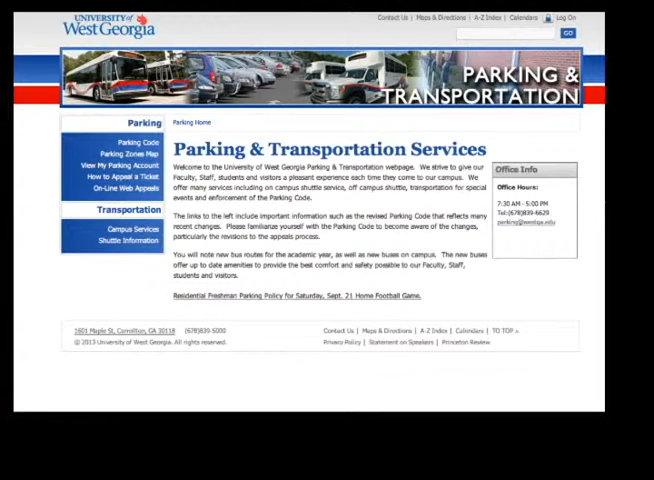 UNIVERSITY of
West Georgia
Contact Us | Maps & Directions | A-Z Index | Calendars Log On
GO
PARKING &
TRANSPORTATION
Parking
Parking Code
Parking Zones Map
View My Parking Account
How to Appeal a Ticket
On-Line Web Appeals
Transportation
Campus Services
Shuttle Information
Parking Home
Parking & Transportation Services
Welcome to the University of West Georgia Parking & Transportation webpage. We strive to give our
Faculty, Staff, students and visitors a pleasant experience each time they come to our campus. We
offer many services including on campus shuttle service, off campus shuttle, transportation for special
events and enforcement of the Parking Code.
The links to the left include important information such as the revised Parking Code that reflects many
recent changes. Please familiarize yourself with the Parking Code to become aware of the changes,
particularly the revisions to the appeals process.
You will note new bus routes for the academic year, as well as new buses on campus. The new buses
offer up to date amenities to provide the best comfort and safety possible to our Faculty, Staff,
students and visitors.
Residential Freshman Parking Policy for Saturday, Sept. 21 Home Football Game.
Office Info
Office Hours:
7:30 AM - 5:00 PM
Tel:(678)839-6629
parking@westga.edu
1601 Maple St, Carrollton, GA 30118 (678)839-5000
© 2013 University of West Georgia. All rights reserved.
Contact Us | Maps & Directions | A-Z Index | Calendars | TO TOP ^
Privacy Policy | Statement on Speakers | Princeton Review